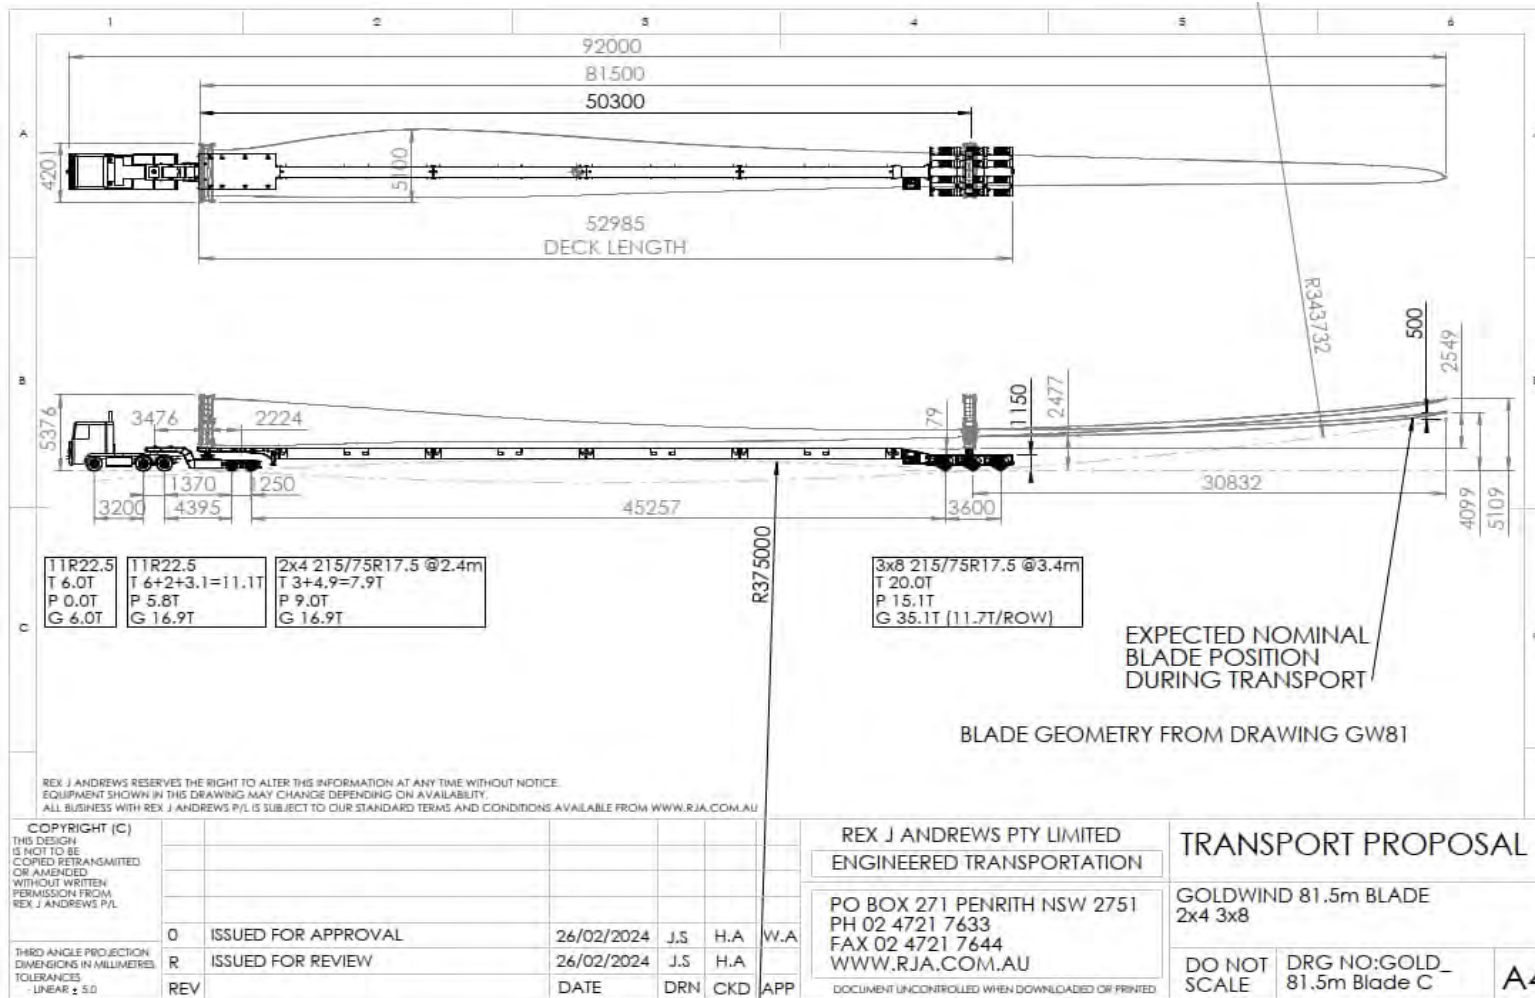 1 2 3 4 5 6
92000
81500
50300
A
420
5100
52985
DECK LENGTH
R343732
500
2549
B
5376
3476
2224
79
1150
2477
1370
1250
30832
3200
4395
45257
3600
4099
5109
R375000
11R22.5
T 6.0T
P 0.0T
G 6.0T
11R22.5
T 6+2+3.1=11.1T
P 5.8T
G 16.9T
2x4 215/75R17.5 @2.4m
T 3+4.9=7.9T
P 9.0T
G 16.9T
3x8 215/75R17.5 @3.4m
T 20.0T
P 15.1T
G 35.1T (11.7T/ROW)
C
EXPECTED NOMINAL
BLADE POSITION
DURING TRANSPORT
BLADE GEOMETRY FROM DRAWING GW81
REX J ANDREWS RESERVES THE RIGHT TO ALTER THIS INFORMATION AT ANY TIME WITHOUT NOTICE.
EQUIPMENT SHOWN IN THIS DRAWING MAY CHANGE DEPENDING ON AVAILABILITY.
ALL BUSINESS WITH REX J ANDREWS P/L IS SUBJECT TO OUR STANDARD TERMS AND CONDITIONS AVAILABLE FROM WWW.RJA.COM.AU
COPYRIGHT (C)
THIS DESIGN
IS NOT TO BE
COPIED RETRANSMITTED
OR AMENDED
WITHOUT WRITTEN
PERMISSION FROM
REX J ANDREWS P/L
THIRD ANGLE PROJECTION
DIMENSIONS IN MILLIMETRES
TOLERANCES
- LINEAR ± 5.0
0 ISSUED FOR APPROVAL 26/02/2024 J.S H.A W.A
R ISSUED FOR REVIEW 26/02/2024 J.S H.A
REV DATE DRN CKD APP
REX J ANDREWS PTY LIMITED
ENGINEERED TRANSPORTATION
PO BOX 271 PENRITH NSW 2751
PH 02 4721 7633
FAX 02 4721 7644
WWW.RJA.COM.AU
DOCUMENT UNCONTROLLED WHEN DOWNLOADED OR PRINTED
TRANSPORT PROPOSAL
GOLDWIND 81.5m BLADE
2x4 3x8
DO NOT
SCALE
DRG NO:GOLD_
81.5m Blade C